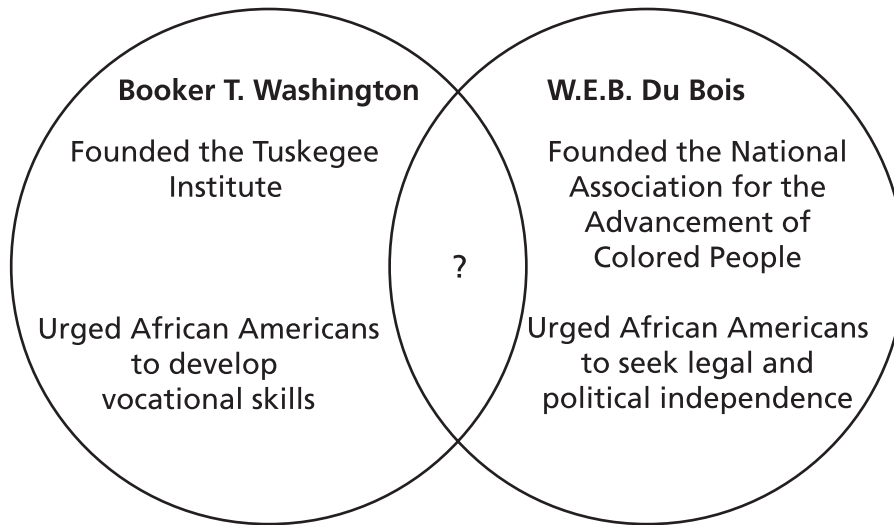 Booker T. Washington
Founded the Tuskegee
Institute
Urged African Americans
to develop
vocational skills
?
W.E.B. Du Bois
Founded the National
Association for the
Advancement of
Colored People
Urged African Americans
to seek legal and
political independence